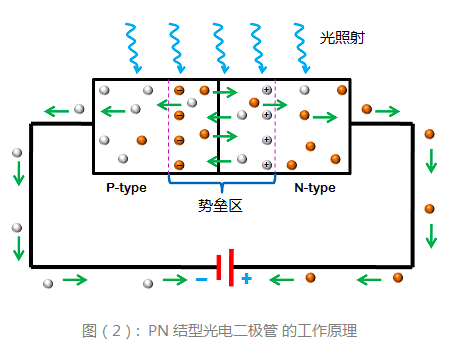 光照射
P-type
N-type
势垒区
− +
图（2）: PN 结型光电二极管 的工作原理